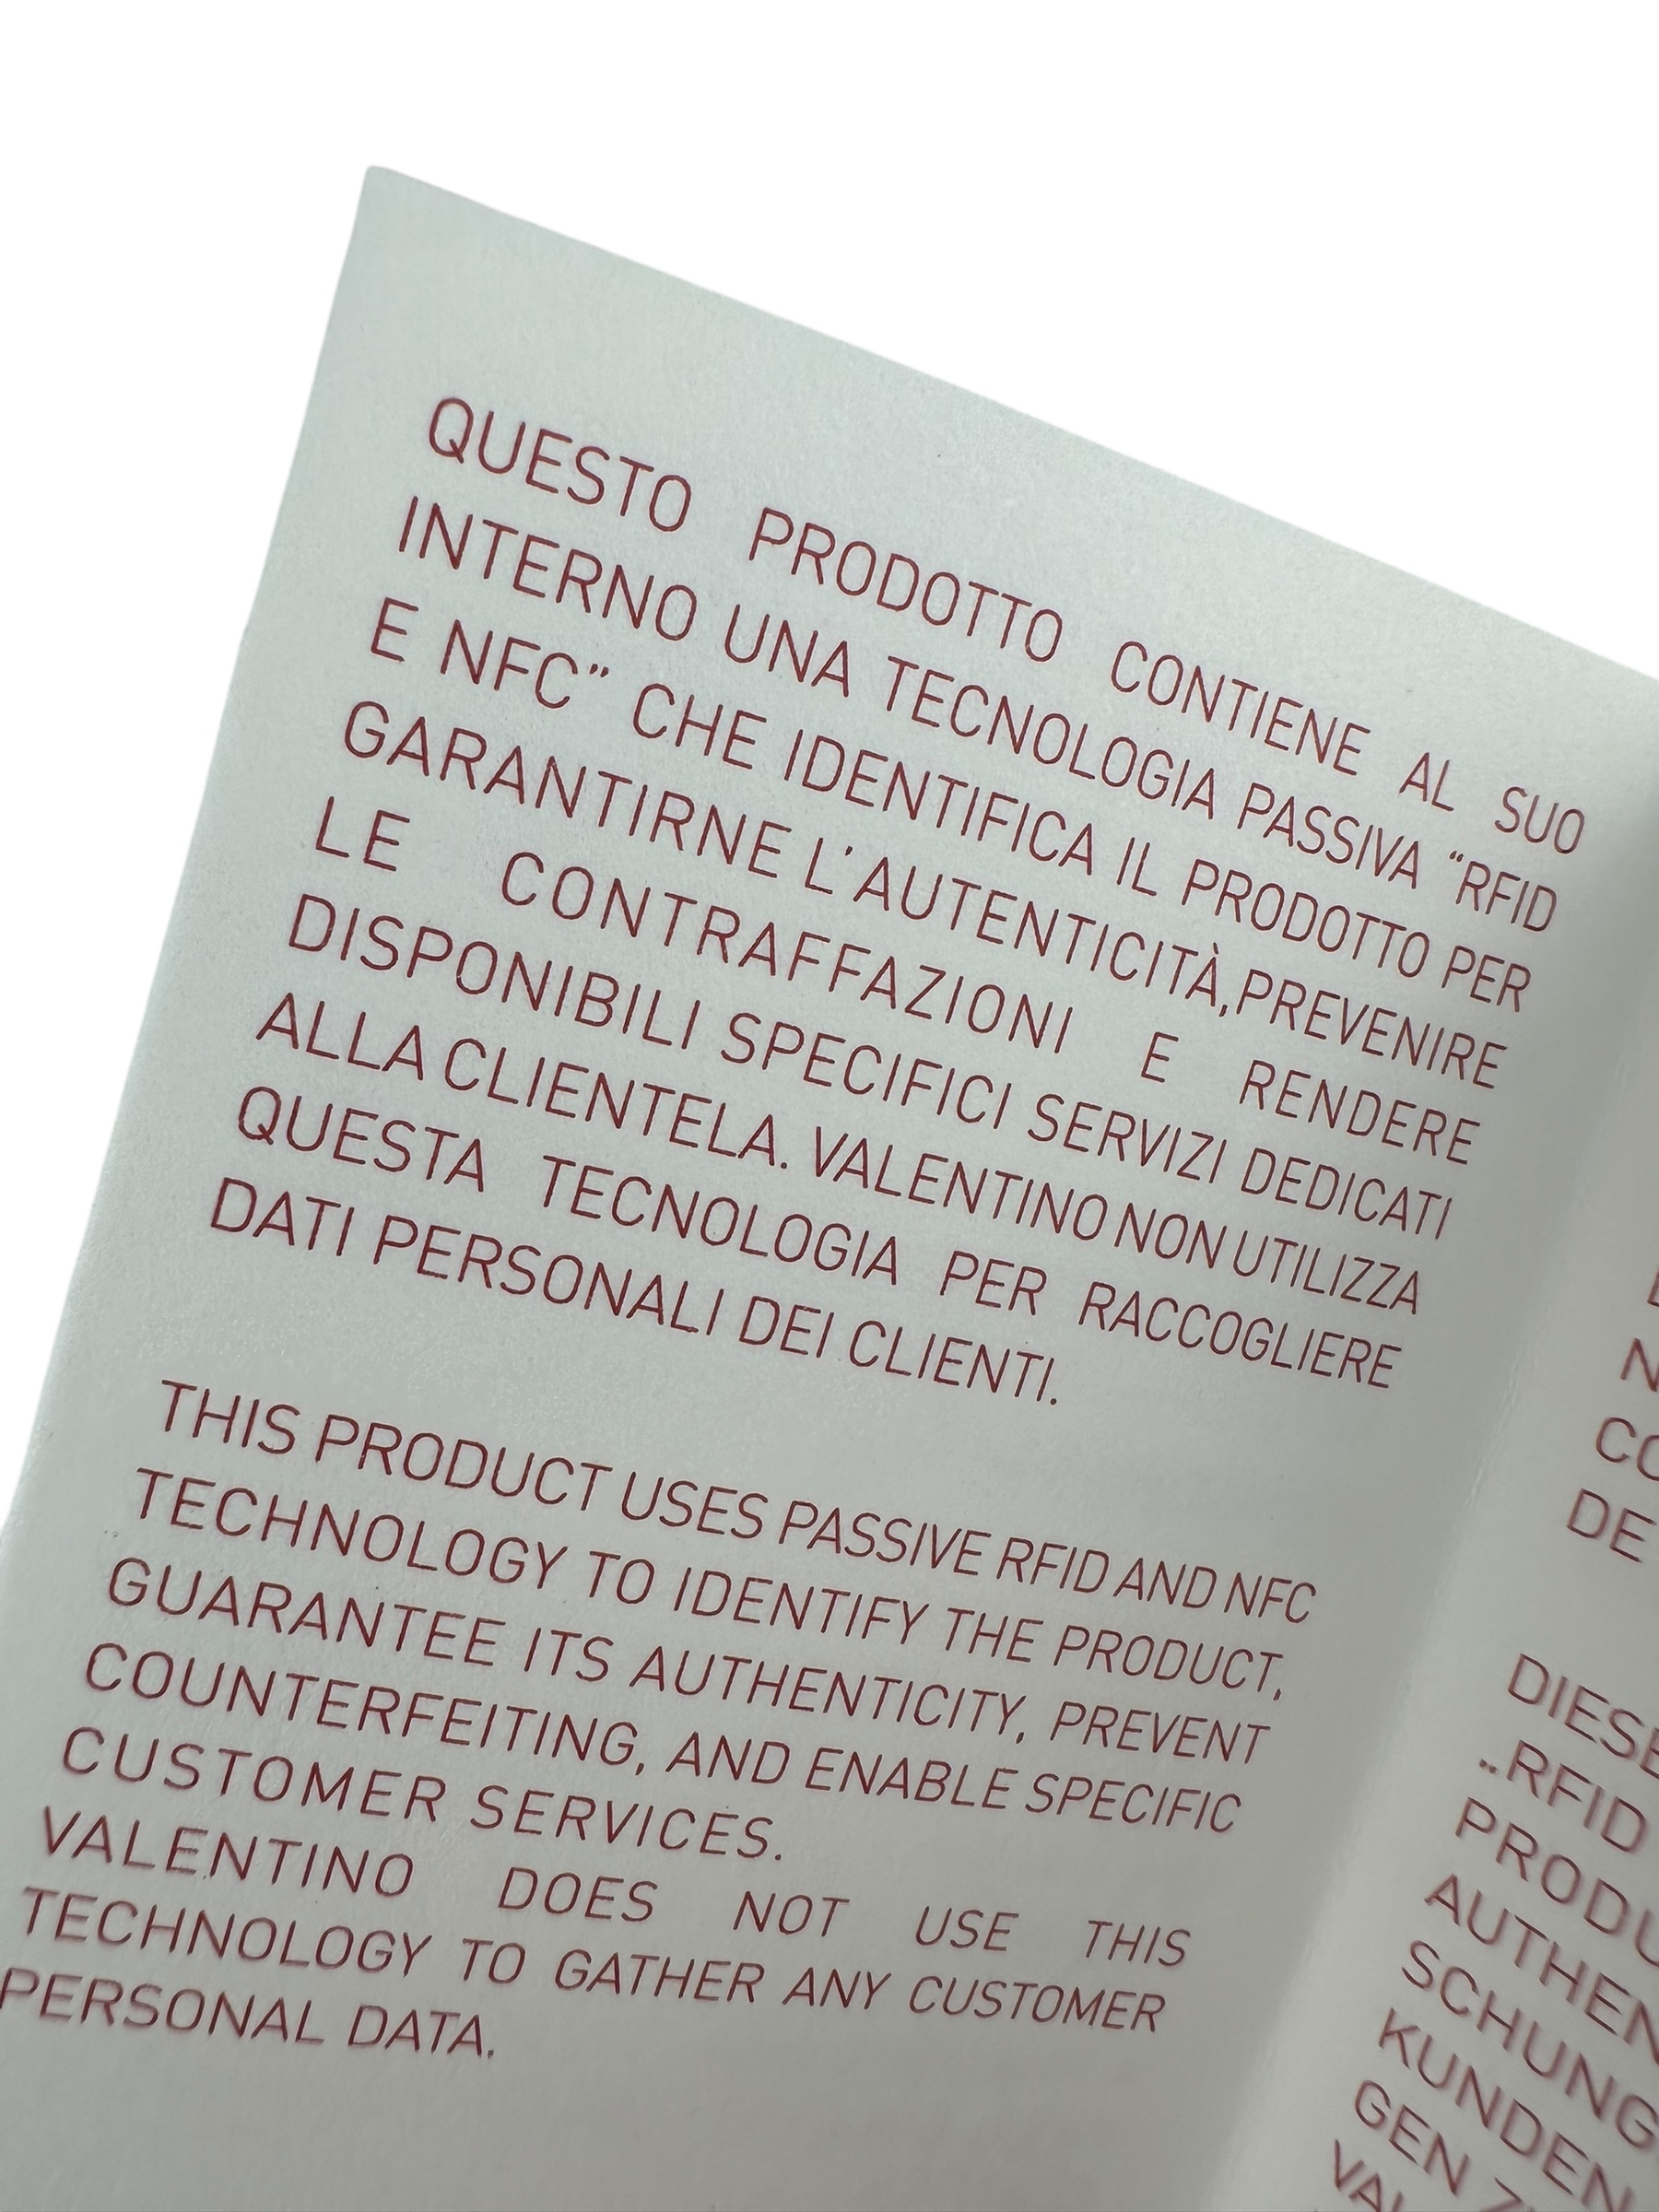 QUESTO PRODOTTO CONTIENE AL SUO
INTERNO UNA TECNOLOGIA PASSIVA “RFID
E NFC” CHE IDENTIFICA IL PRODOTTO PER
GARANTIRNE L'AUTENTICITÀ,PREVENIRE
LE CONTRAFFAZIONI E RENDERE
DISPONIBILI SPECIFICI SERVIZI DEDICATI
ALLA CLIENTELA. VALENTINO NON UTILIZZA
QUESTA TECNOLOGIA PER RACCOGLIERE
DATI PERSONALI DEI CLIENTI.
THIS PRODUCT USES PASSIVE RFID AND NFC
TECHNOLOGY TO IDENTIFY THE PRODUCT,
GUARANTEE ITS AUTHENTICITY, PREVENT
COUNTERFEITING, AND ENABLE SPECIFIC
CUSTOMER SERVICES.
VALENTINO DOES NOT USE THIS
TECHNOLOGY TO GATHER ANY CUSTOMER
PERSONAL DATA.
DE
„RFID
GEN